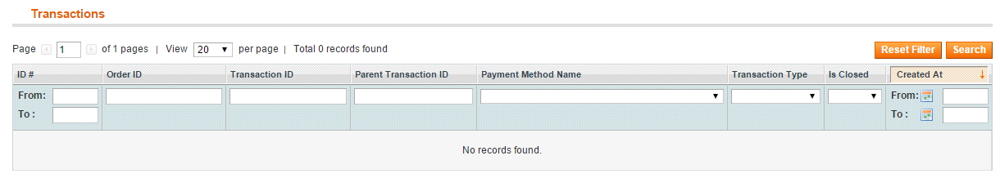 Transactions
Page 1 of 1 pages | View 20 per page | Total 0 records found Reset Filter Search
ID # Order ID Transaction ID Parent Transaction ID Payment Method Name Transaction Type Is Closed Created At
From: From:
To : To :
No records found.